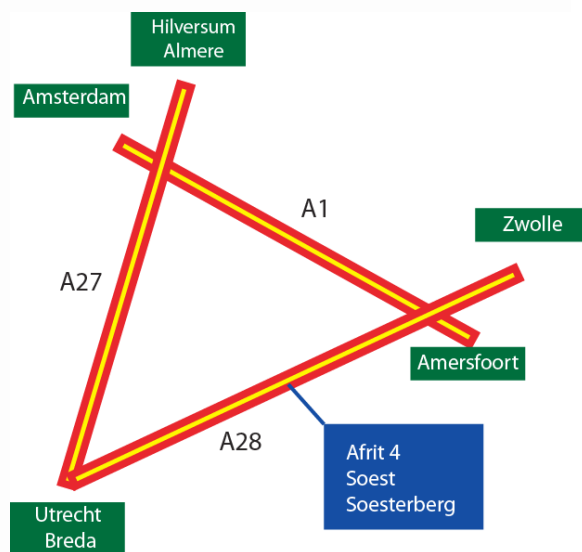 Hilversum
Almere
Amsterdam
A1
Zwolle
A27
Amersfoort
A28
Afrit 4
Soest
Soesterberg
Utrecht
Breda